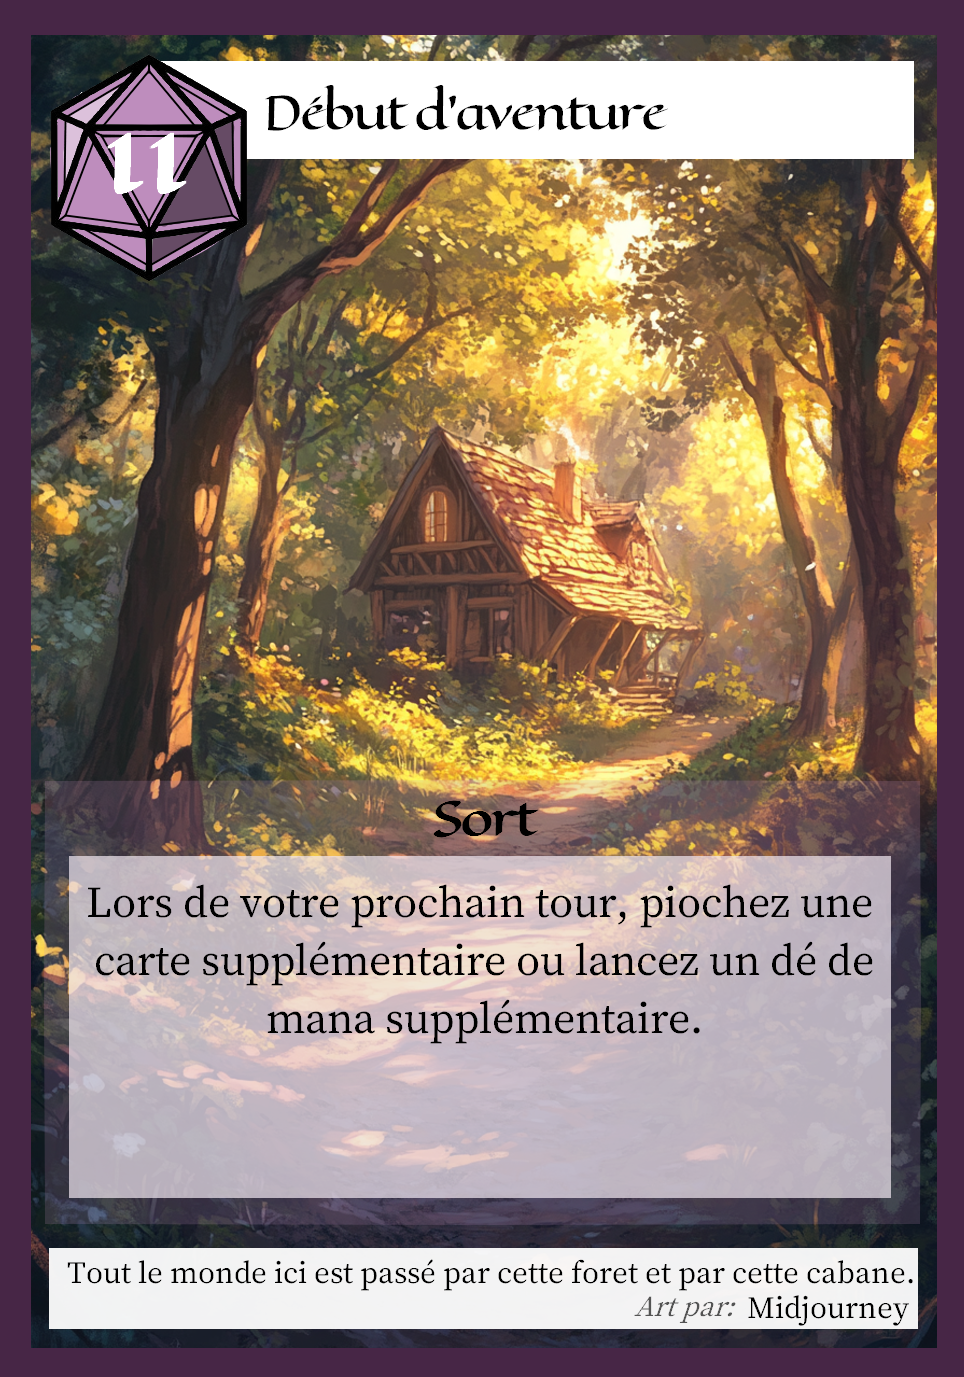 11
Début d'aventure
Sort
Lors de votre prochain tour, piochez une
carte supplémentaire ou lancez un dé de
mana supplémentaire.
Tout le monde ici est passé par cette foret et par cette cabane.
Art par: Midjourney